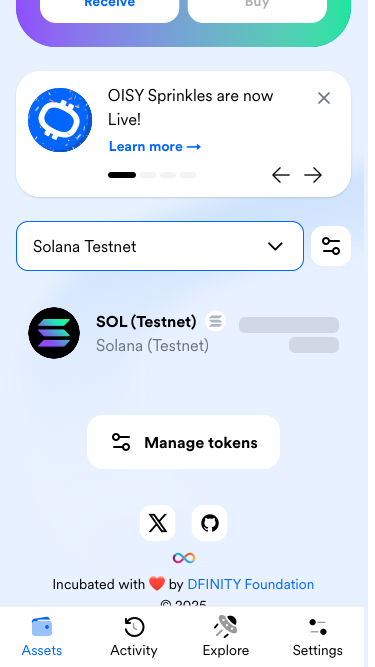 Receive
Buy
OISY Sprinkles are now
Live!
Learn more →
Solana Testnet
SOL (Testnet)
Solana (Testnet)
Manage tokens
Incubated with ❤️ by DFINITY Foundation
© 2025
Assets
Activity
Explore
Settings